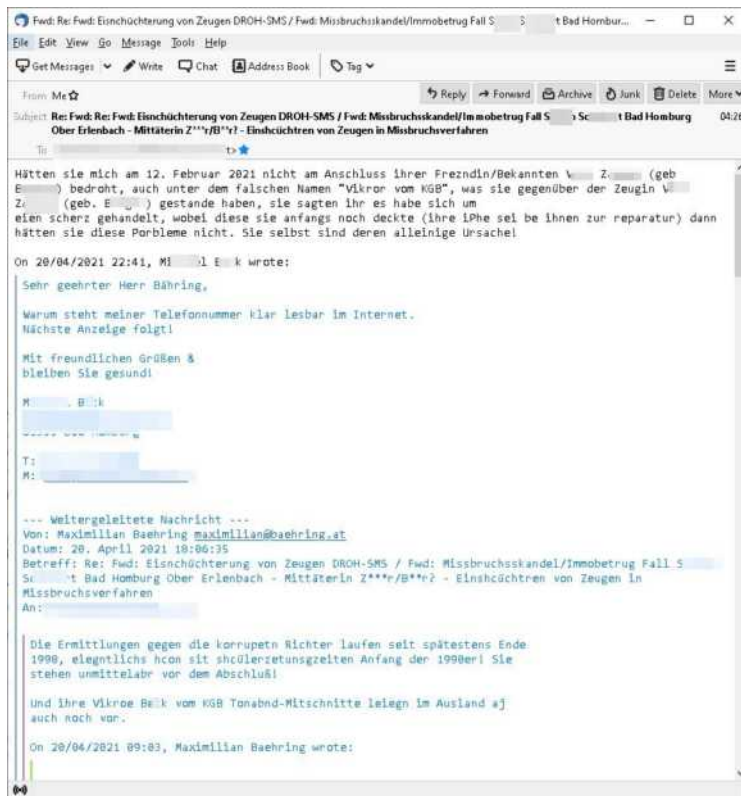 Fwd: Re: Fwd: Eisnchüchterung von Zeugen DROH-SMS / Fwd: Missbruchsskandel/Immobetrug Fall S S t Bad Hombur...
File Edit View Go Message Tools Help
Get Messages Write Chat Address Book Tag
From Me Reply Forward Archive Junk Delete More
Subject Re: Fwd: Re: Fwd: Eisnchüchterung von Zeugen DROH-SMS / Fwd: Missbruchsskandel/Immobetrug Fall S Sc t Bad Homburg 04:26
Ober Erlenbach - Mittäterin Z***r/B**r? - Einshcüchtren von Zeugen in Missbruchsverfahren
To t>
Hätten sie mich am 12. Februar 2021 nicht am Anschluss ihrer Frezndin/Bekannten V Z (geb
E ) bedroht, auch unter dem falschen Namen "Vikror vom KGB", was sie gegenüber der Zeugin V
Z (geb. E ) gestande haben, sie sagten ihr es habe sich um
eien scherz gehandelt, wobei diese sie anfangs noch deckte (ihre iPhe sei be ihnen zur reparatur) dann
hätten sie diese Porbleme nicht. Sie selbst sind deren alleinige Ursache!
On 20/04/2021 22:41, Mi l B k wrote:
Sehr geehrter Herr Bähring,
Warum steht meiner Telefonnummer klar lesbar im Internet.
Nächste Anzeige folgt!
Mit freundlichen Grüßen &
bleiben Sie gesund!
M . B k
T:
M:
--- Weitergeleitete Nachricht ---
Von: Maximilian Baehring maximilian@baehring.at
Datum: 20. April 2021 18:06:35
Betreff: Re: Fwd: Eisnchüchterung von Zeugen DROH-SMS / Fwd: Missbruchsskandel/Immobetrug Fall S
Sc t Bad Homburg Ober Erlenbach - Mittäterin Z***r/B**r? - Einshcüchtren von Zeugen in
Missbruchsverfahren
An:
Die Ermittlungen gegen die korrupetn Richter laufen seit spätestens Ende
1998, elegntlichs hcon sit shcülerzetunsgzeiten Anfang der 1990er! Sie
stehen unmittelabr vor dem Abschluß!
Und ihre Vikroe Be k vom KGB Tonabnd-Mitschnitte leiegn im Ausland aj
auch noch vor.
On 20/04/2021 09:03, Maximilian Baehring wrote: